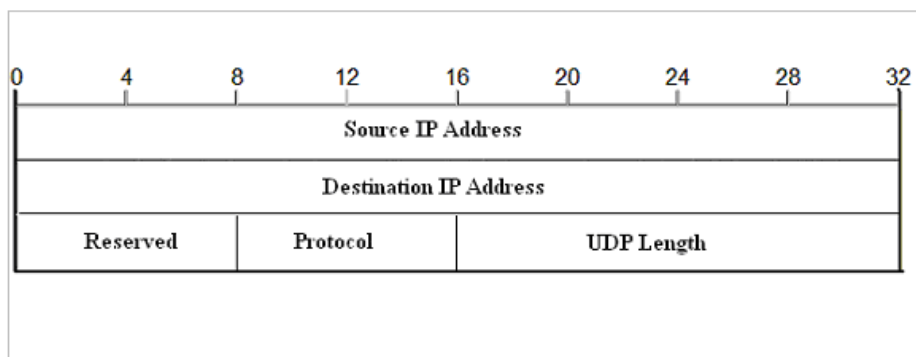 0 4 8 12 16 20 24 28 32
Source IP Address
Destination IP Address
Reserved Protocol UDP Length